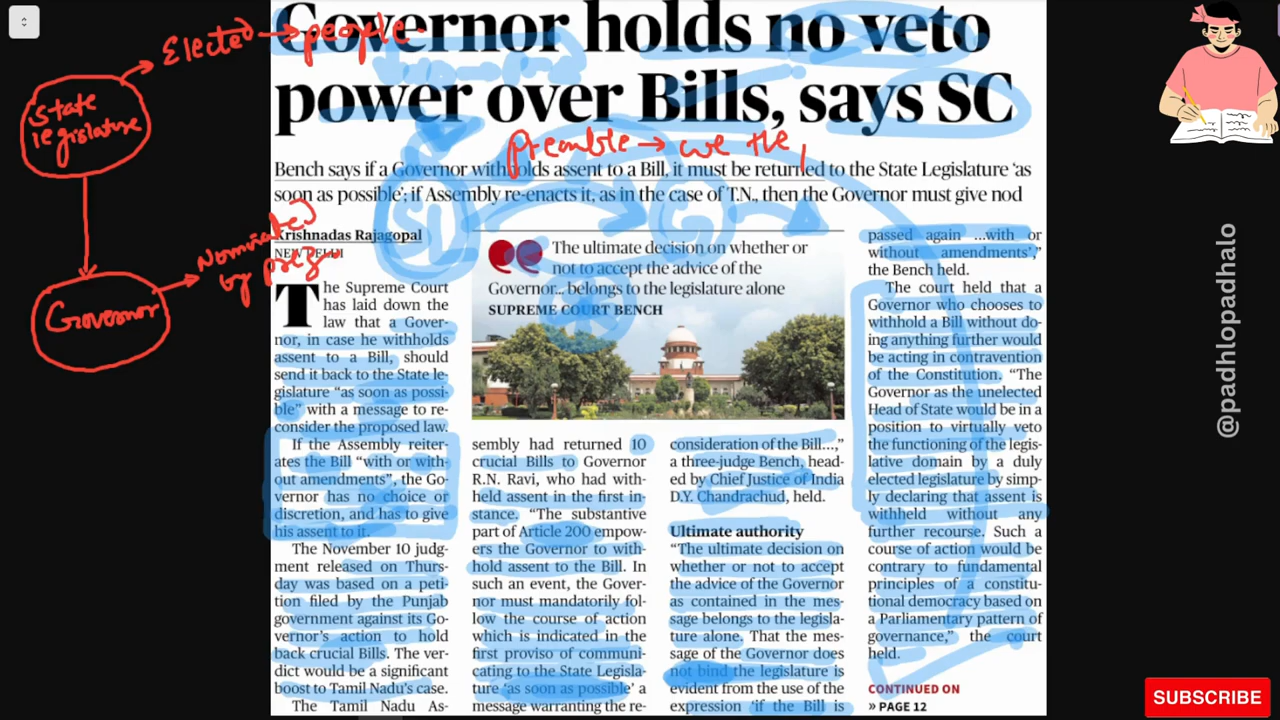 Elected → people
State
legislature
Governor
Nominated
by prez
Governor holds no veto
power over Bills, says SC
Preamble → we the,
Bench says if a Governor withholds assent to a Bill, it must be returned to the State Legislature ‘as
soon as possible’; if Assembly re-enacts it, as in the case of T.N., then the Governor must give nod
SL
G
Krishnadas Rajagopal
NEW DELHI
The Supreme Court
has laid down the
law that a Gover-
nor, in case he withholds
assent to a Bill, should
send it back to the State le-
gislature “as soon as possi-
ble” with a message to re-
consider the proposed law.
If the Assembly reiter-
ates the Bill “with or with-
out amendments”, the Go-
vernor has no choice or
discretion, and has to give
his assent to it.
The November 10 judg-
ment released on Thurs-
day was based on a peti-
tion filed by the Punjab
government against its Go-
vernor’s action to hold
back crucial Bills. The ver-
dict would be a significant
boost to Tamil Nadu’s case.
The Tamil Nadu As-
The ultimate decision on whether or
not to accept the advice of the
Governor... belongs to the legislature alone
SUPREME COURT BENCH
sembly had returned 10
crucial Bills to Governor
R.N. Ravi, who had with-
held assent in the first in-
stance. “The substantive
part of Article 200 empow-
ers the Governor to with-
hold assent to the Bill. In
such an event, the Gover-
nor must mandatorily fol-
low the course of action
which is indicated in the
first proviso of communi-
cating to the State Legisla-
ture ‘as soon as possible’ a
message warranting the re-
consideration of the Bill...,”
a three-judge Bench, head-
ed by Chief Justice of India
D.Y. Chandrachud, held.
Ultimate authority
“The ultimate decision on
whether or not to accept
the advice of the Governor
as contained in the mes-
sage belongs to the legisla-
ture alone. That the mes-
sage of the Governor does
not bind the legislature is
evident from the use of the
expression ‘if the Bill is
passed again ...with or
without amendments’,”
the Bench held.
The court held that a
Governor who chooses to
withhold a Bill without do-
ing anything further would
be acting in contravention
of the Constitution. “The
Governor as the unelected
Head of State would be in a
position to virtually veto
the functioning of the legis-
lative domain by a duly
elected legislature by simp-
ly declaring that assent is
withheld without any
further recourse. Such a
course of action would be
contrary to fundamental
principles of a constitu-
tional democracy based on
a Parliamentary pattern of
governance,” the court
held.
CONTINUED ON
» PAGE 12
@padhlopadhalo
SUBSCRIBE